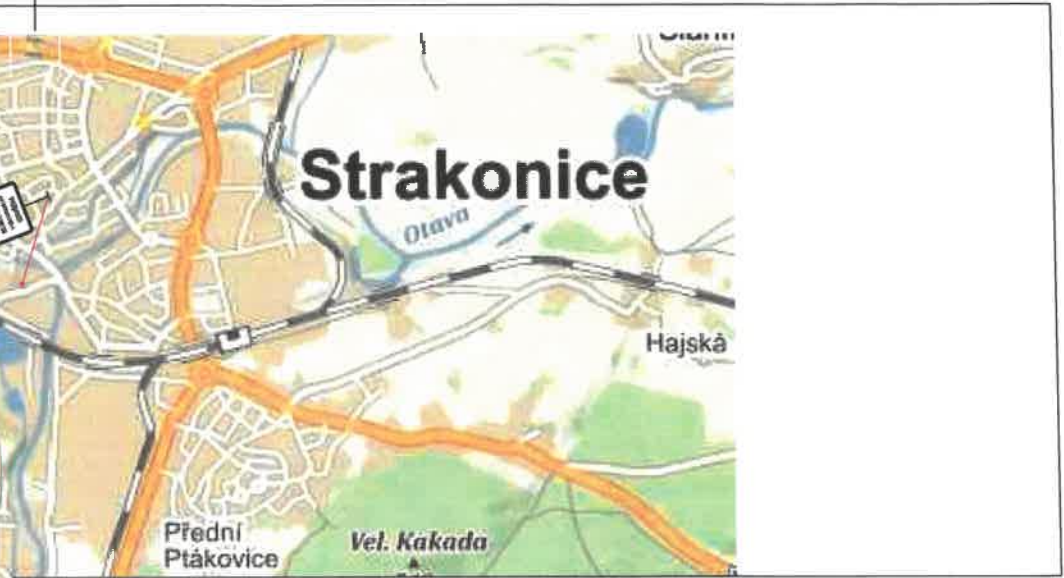 Strakonice
Otava
Hajská
Přední
Ptákovice
Vel. Kakada